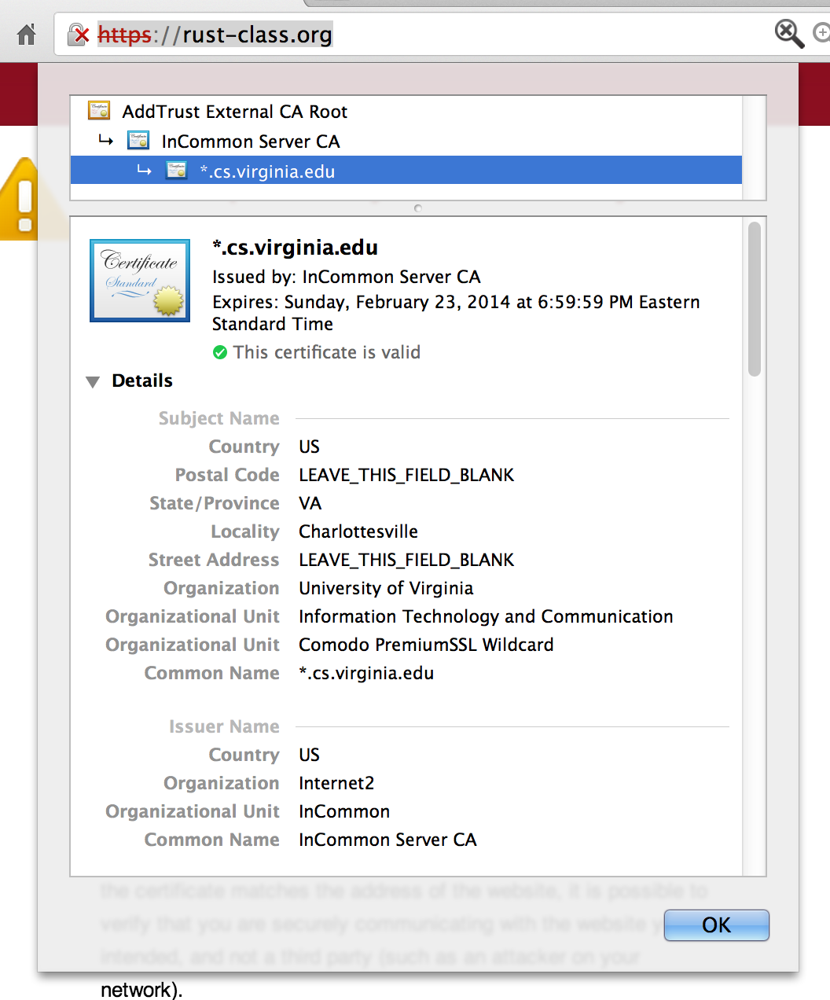 https://rust-class.org
AddTrust External CA Root
InCommon Server CA
*.cs.virginia.edu
Certificate
Standard
*.cs.virginia.edu
Issued by: InCommon Server CA
Expires: Sunday, February 23, 2014 at 6:59:59 PM Eastern
Standard Time
This certificate is valid
Details
Subject Name
Country US
Postal Code LEAVE_THIS_FIELD_BLANK
State/Province VA
Locality Charlottesville
Street Address LEAVE_THIS_FIELD_BLANK
Organization University of Virginia
Organizational Unit Information Technology and Communication
Organizational Unit Comodo PremiumSSL Wildcard
Common Name *.cs.virginia.edu
Issuer Name
Country US
Organization Internet2
Organizational Unit InCommon
Common Name InCommon Server CA
the certificate matches the address of the website, it is possible to
verify that you are securely communicating with the website y
OK
intended, and not a third party (such as an attacker on your
network).